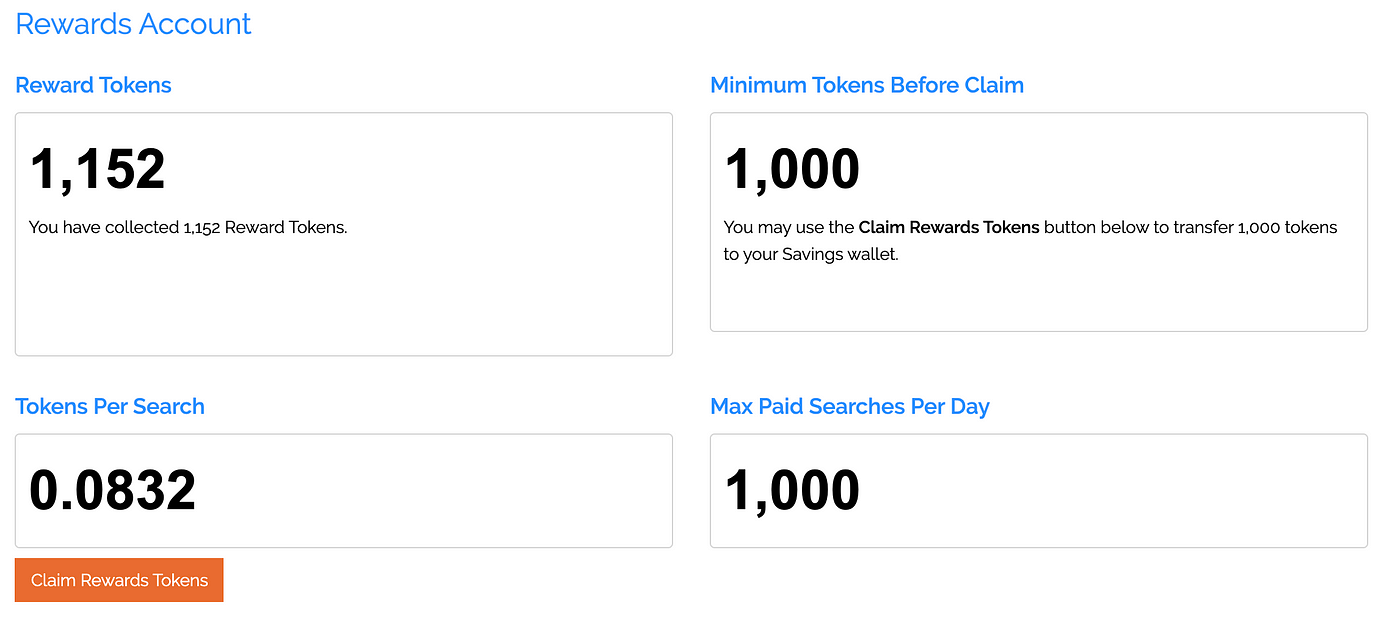 Rewards Account
Reward Tokens
1,152
You have collected 1,152 Reward Tokens.
Minimum Tokens Before Claim
1,000
You may use the Claim Rewards Tokens button below to transfer 1,000 tokens
to your Savings wallet.
Tokens Per Search
0.0832
Max Paid Searches Per Day
1,000
Claim Rewards Tokens